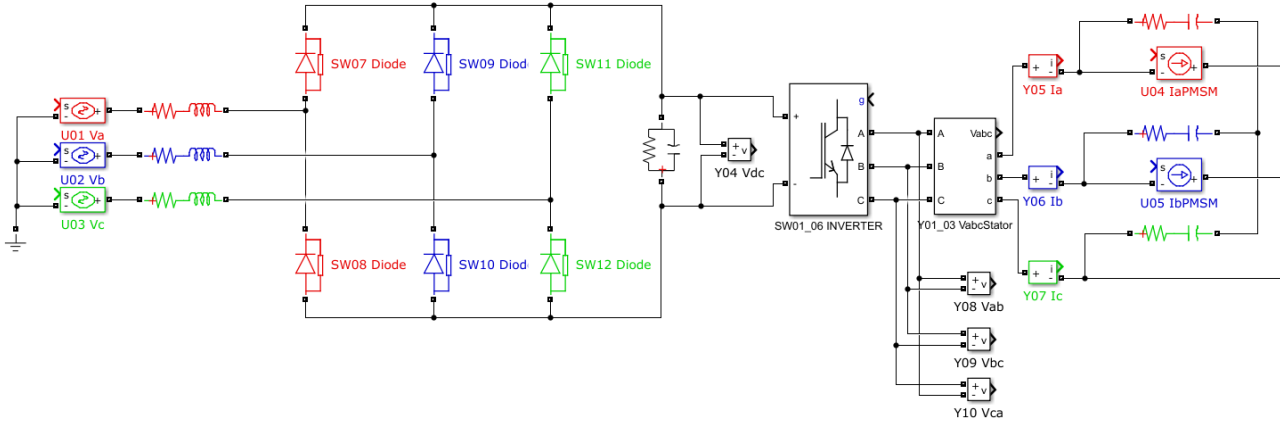 SW07 Diode
SW09 Diod
SW11 Diode
s
+
-
U01 Va
s
+
-
U02 Vb
s
+
-
U03 Vc
SW08 Diode
SW10 Diod
SW12 Diode
+
-
v
Y04 Vdc
g
+
-
A
B
C
SW01_06 INVERTER
A
B
C
Vabc
a
b
c
Y01_03 VabcStator
+
i
-
Y05 Ia
s
-
+
U04 IaPMSM
+
i
-
Y06 Ib
s
-
+
U05 IbPMSM
+
i
-
Y07 Ic
+
-
v
Y08 Vab
+
-
v
Y09 Vbc
+
-
v
Y10 Vca